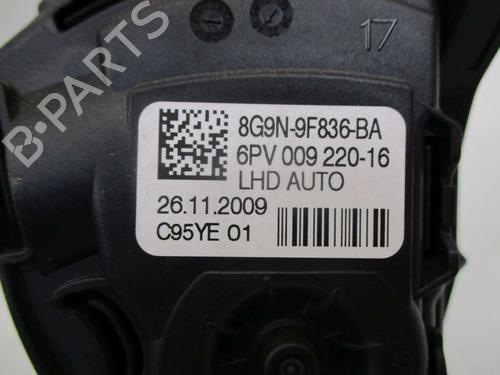 17
8G9N-9F836-BA
6PV 009 220-16
LHD AUTO
26.11.2009
C95YE 01
B-PARTS